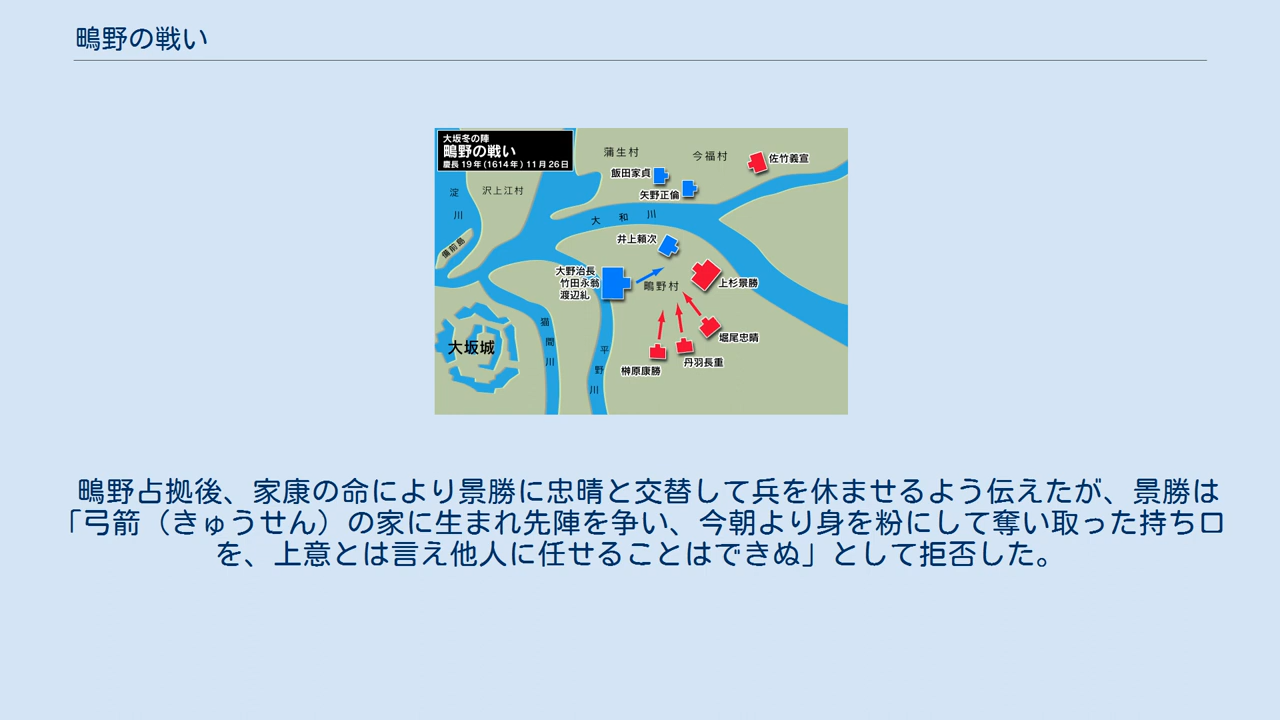 鴫野の戦い
大坂冬の陣
鴫野の戦い
慶長19年(1614年)11月26日
蒲生村
今福村
佐竹義宣
飯田家貞
矢野正倫
淀川
沢上江村
大和川
備前島
井上頼次
大野治長
竹田永翁
渡辺糺
鴫野村
上杉景勝
堀尾忠晴
丹羽長重
榊原康勝
猫間川
平野川
大坂城
鴫野占拠後、家康の命により景勝に忠晴と交替して兵を休ませるよう伝えたが、景勝は
「弓箭（きゅうせん）の家に生まれ先陣を争い、今朝より身を粉にして奪い取った持ち口
を、上意とは言え他人に任せることはできぬ」として拒否した。